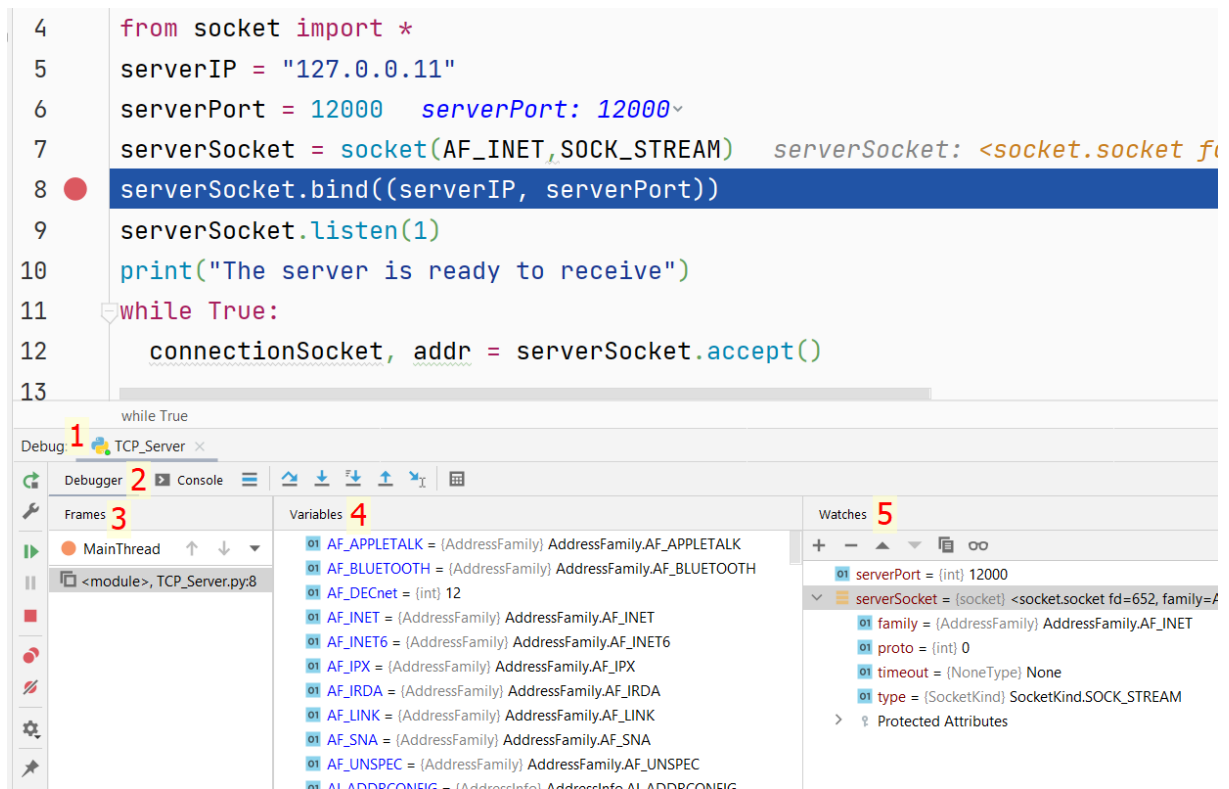 4 from socket import *
5 serverIP = "127.0.0.11"
6 serverPort = 12000 serverPort: 12000
7 serverSocket = socket(AF_INET,SOCK_STREAM) serverSocket: <socket.socket
8 serverSocket.bind((serverIP, serverPort))
9 serverSocket.listen(1)
10 print("The server is ready to receive")
11 while True:
12 connectionSocket, addr = serverSocket.accept()
13
while True
Debug: 1 TCP_Server
Debugger 2 Console
Frames 3
Variables 4
Watches 5
MainThread
<module>, TCP_Server.py:8
AF_APPLETALK = {AddressFamily} AddressFamily.AF_APPLETALK
AF_BLUETOOTH = {AddressFamily} AddressFamily.AF_BLUETOOTH
AF_DECnet = {int} 12
AF_INET = {AddressFamily} AddressFamily.AF_INET
AF_INET6 = {AddressFamily} AddressFamily.AF_INET6
AF_IPX = {AddressFamily} AddressFamily.AF_IPX
AF_IRDA = {AddressFamily} AddressFamily.AF_IRDA
AF_LINK = {AddressFamily} AddressFamily.AF_LINK
AF_SNA = {AddressFamily} AddressFamily.AF_SNA
AF_UNSPEC = {AddressFamily} AddressFamily.AF_UNSPEC
AI_ADDRCONFIG = {AddressInfo} AddressInfo.AI_ADDRCONFIG
serverPort = {int} 12000
serverSocket = {socket} <socket.socket fd=652, family=A
family = {AddressFamily} AddressFamily.AF_INET
proto = {int} 0
timeout = {NoneType} None
type = {SocketKind} SocketKind.SOCK_STREAM
Protected Attributes